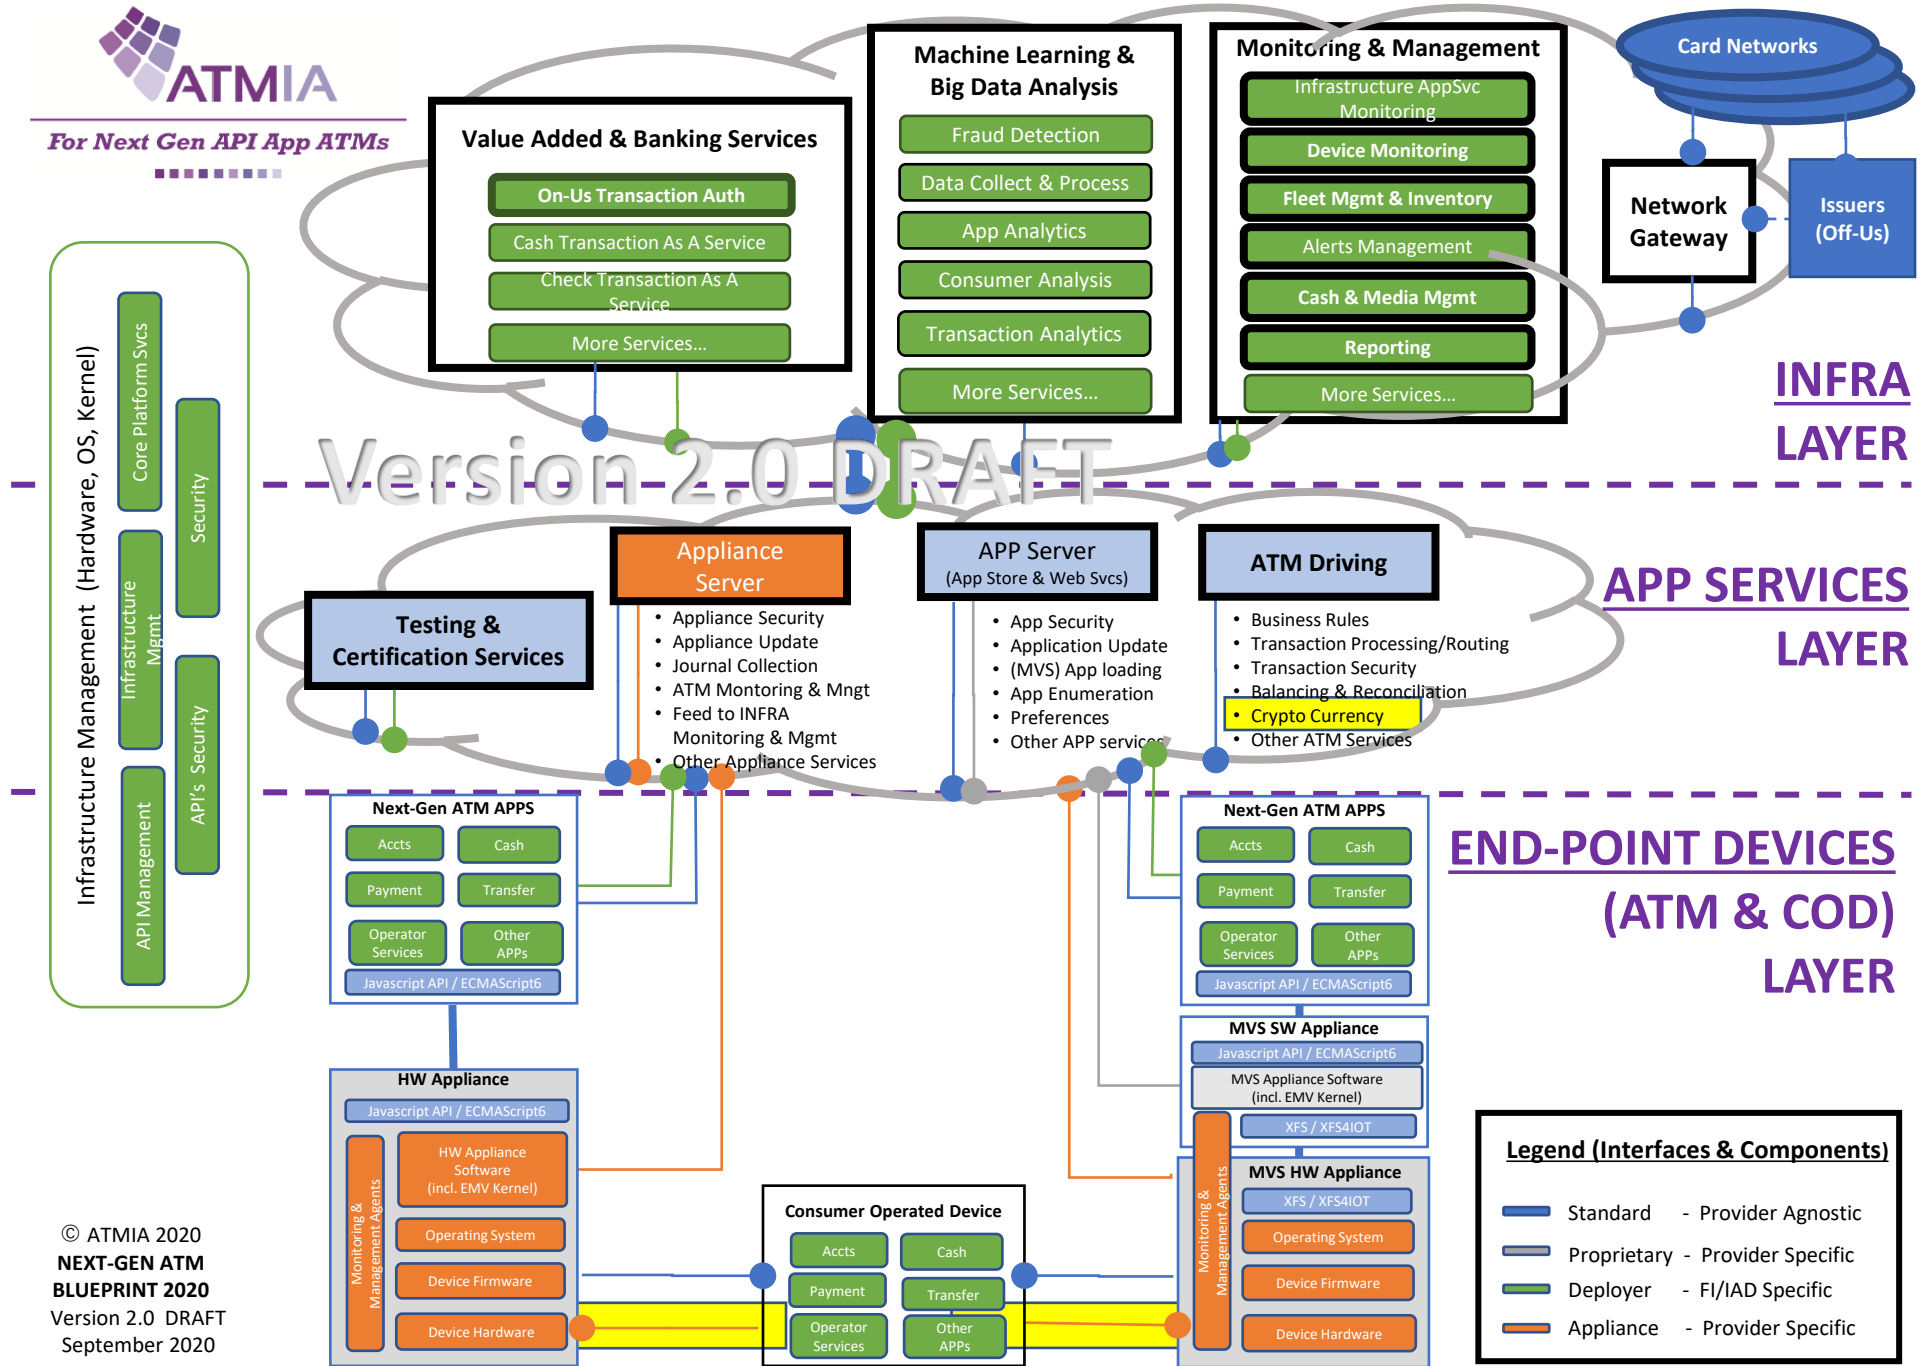 ATMIA
For Next Gen API App ATMs
Value Added & Banking Services
On-Us Transaction Auth
Cash Transaction As A Service
Check Transaction As A
Service
More Services...
Machine Learning &
Big Data Analysis
Fraud Detection
Data Collect & Process
App Analytics
Consumer Analysis
Transaction Analytics
More Services...
Monitoring & Management
Infrastructure AppSvc
Monitoring
Device Monitoring
Fleet Mgmt & Inventory
Alerts Management
Cash & Media Mgmt
Reporting
More Services...
Card Networks
Network
Gateway
Issuers
(Off-Us)
INFRA
LAYER
Version 2.0 DRAFT
Infrastructure Management (Hardware, OS, Kernel)
Core Platform Svcs
Security
Infrastructure
Mgmt
API's Security
API Management
Testing &
Certification Services
Appliance
Server
• Appliance Security
• Appliance Update
• Journal Collection
• ATM Montoring & Mngt
• Feed to INFRA
Monitoring & Mgmt
• Other Appliance Services
APP Server
(App Store & Web Svcs)
• App Security
• Application Update
• (MVS) App loading
• App Enumeration
• Preferences
• Other APP services
ATM Driving
• Business Rules
• Transaction Processing/Routing
• Transaction Security
• Balancing & Reconciliation
• Crypto Currency
• Other ATM Services
APP SERVICES
LAYER
Next-Gen ATM APPS
Accts
Cash
Payment
Transfer
Operator
Services
Other
APPs
Javascript API / ECMAScript6
HW Appliance
Javascript API / ECMAScript6
Monitoring &
Management Agents
HW Appliance
Software
(incl. EMV Kernel)
Operating System
Device Firmware
Device Hardware
Consumer Operated Device
Accts
Cash
Payment
Transfer
Operator
Services
Other
APPs
Next-Gen ATM APPS
Accts
Cash
Payment
Transfer
Operator
Services
Other
APPs
Javascript API / ECMAScript6
MVS SW Appliance
Javascript API / ECMAScript6
MVS Appliance Software
(incl. EMV Kernel)
XFS / XFS4IOT
Monitoring &
Management Agents
MVS HW Appliance
XFS / XFS4IOT
Operating System
Device Firmware
Device Hardware
END-POINT DEVICES
(ATM & COD)
LAYER
Legend (Interfaces & Components)
Standard - Provider Agnostic
Proprietary - Provider Specific
Deployer - FI/IAD Specific
Appliance - Provider Specific
© ATMIA 2020
NEXT-GEN ATM
BLUEPRINT 2020
Version 2.0 DRAFT
September 2020